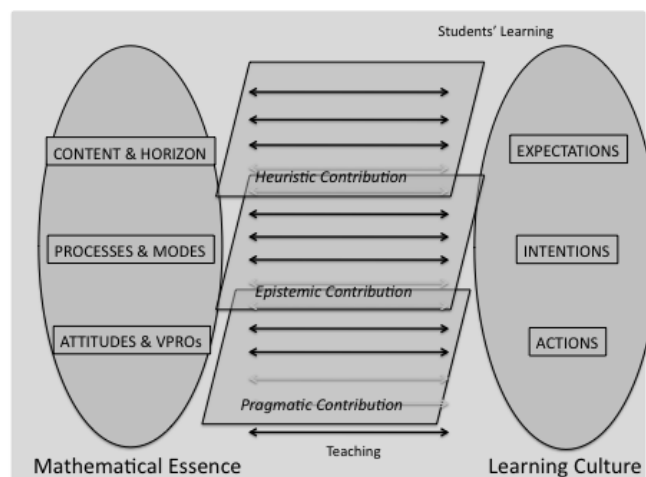 Students' Learning
CONTENT & HORIZON
EXPECTATIONS
Heuristic Contribution
PROCESSES & MODES
INTENTIONS
Epistemic Contribution
ATTITUDES & VPROs
ACTIONS
Pragmatic Contribution
Teaching
Mathematical Essence
Learning Culture